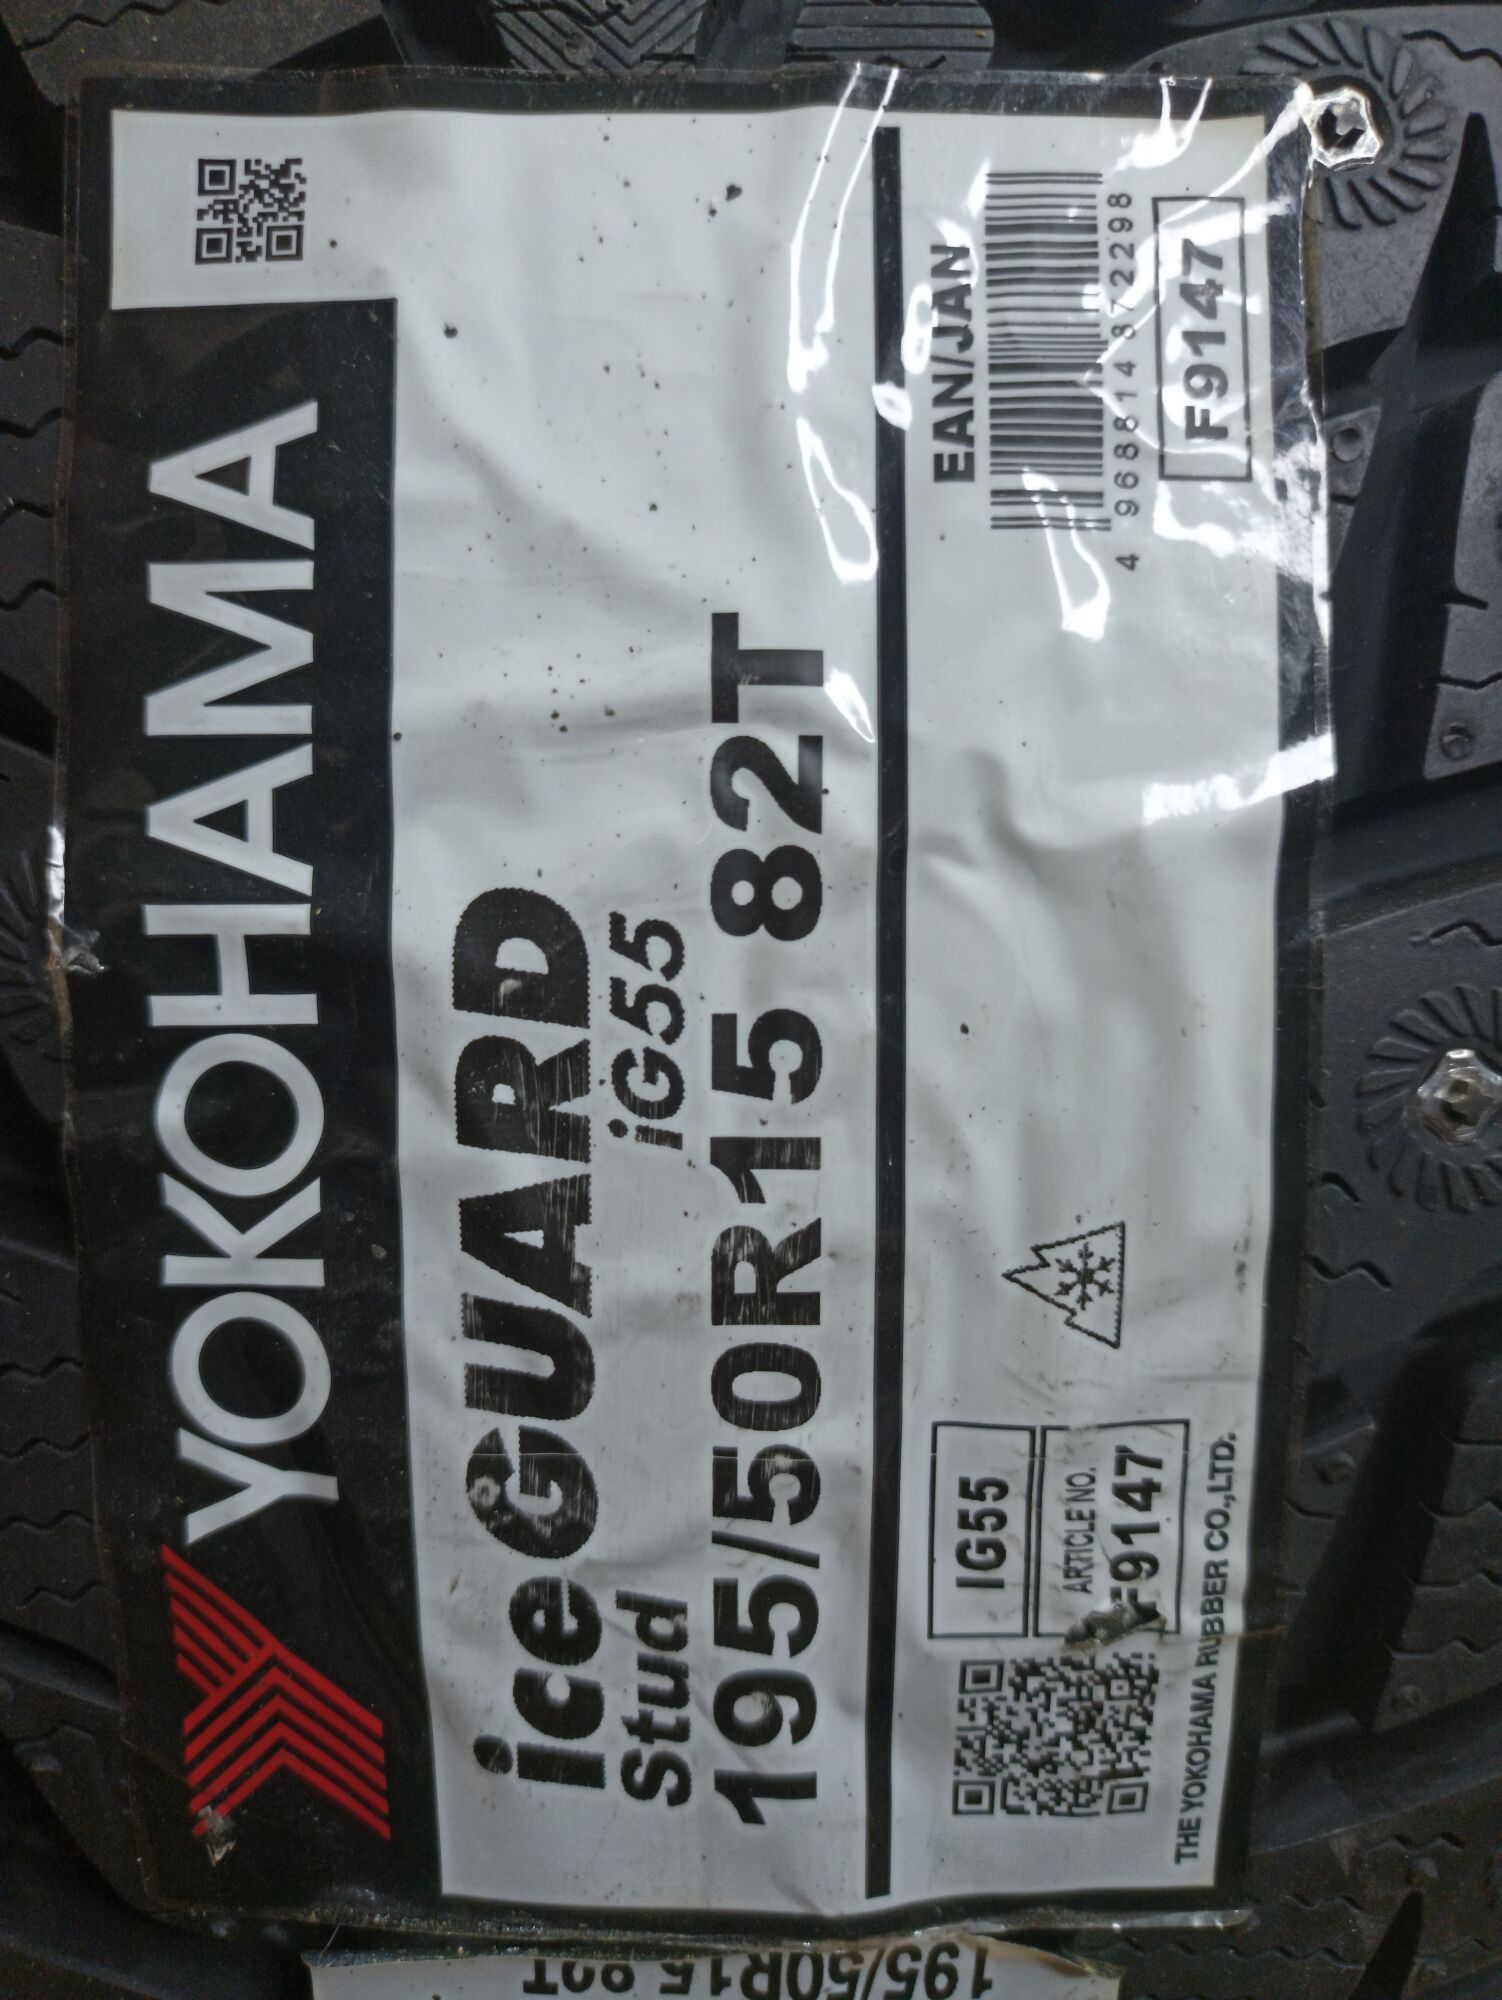 YOKOHAMA
iceGUARD
Stud iG55
195/50R15 82T
EAN/JAN
4 968814 872298
F9147
IG55
ARTICLE NO.
F9147
THE YOKOHAMA RUBBER CO.,LTD.
195/50R15 82T